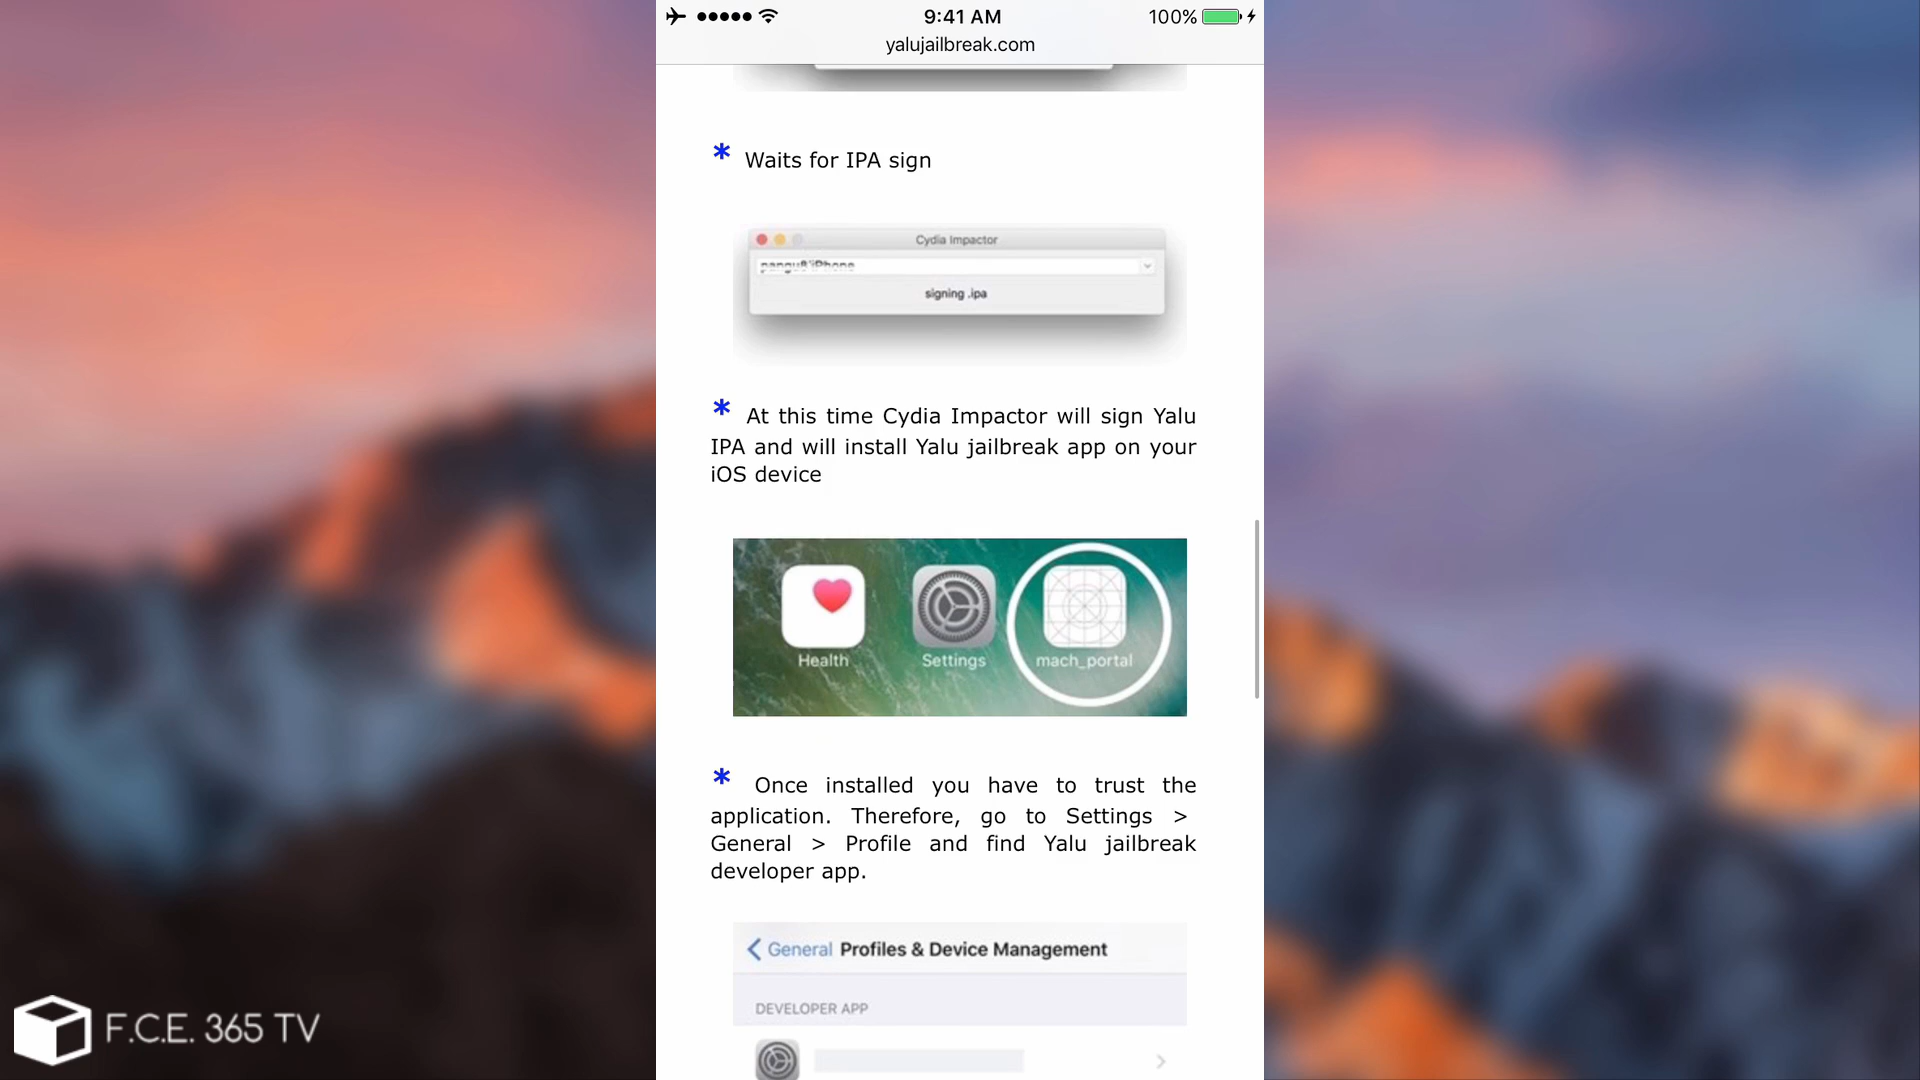 9:41 AM
100%
yalujailbreak.com
* Waits for IPA sign
Cydia Impactor
pangu8'iPhone
signing .ipa
* At this time Cydia Impactor will sign Yalu
IPA and will install Yalu jailbreak app on your
iOS device
Health
Settings
mach_portal
* Once installed you have to trust the
application. Therefore, go to Settings >
General > Profile and find Yalu jailbreak
developer app.
General Profiles & Device Management
DEVELOPER APP
F.C.E. 365 TV